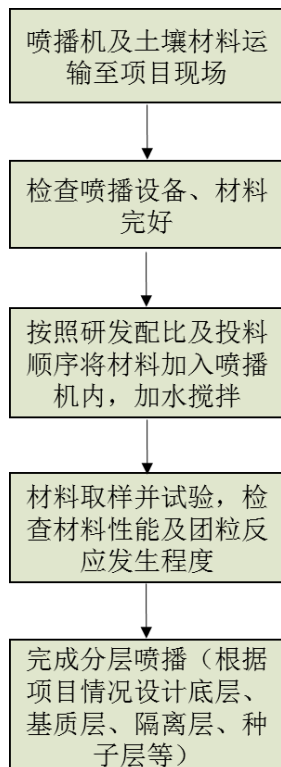 喷播机及土壤材料运
输至项目现场
检查喷播设备、材料
完好
按照研发配比及投料
顺序将材料加入喷播
机内，加水搅拌
材料取样并试验，检
查材料性能及团粒反
应发生程度
完成分层喷播（根据
项目情况设计底层、
基质层、隔离层、种
子层等）